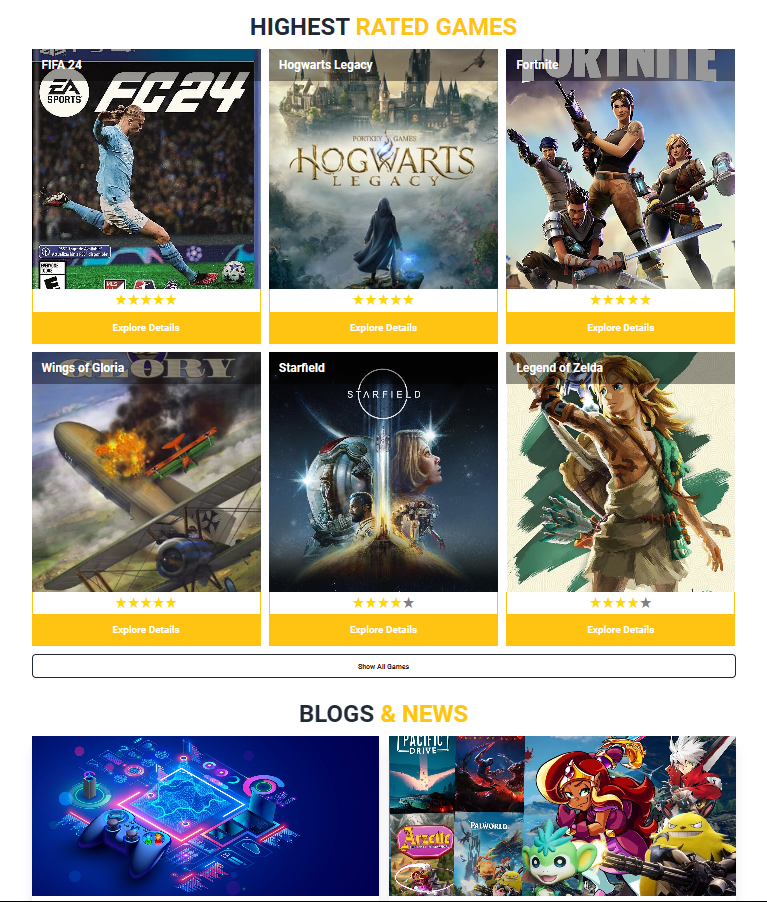 HIGHEST RATED GAMES
FIFA 24
EA
SPORTS
FC24
Hogwarts Legacy
PORTKEY GAMES
HOGWARTS
LEGACY
Fortnite
FORTNITE
Explore Details
Explore Details
Explore Details
Wings of Gloria
GLORY
Starfield
STARFIELD
Legend of Zelda
Explore Details
Explore Details
Explore Details
Show All Games
BLOGS & NEWS
PACIFIC
DRIVE
Arzette
PALWORLD